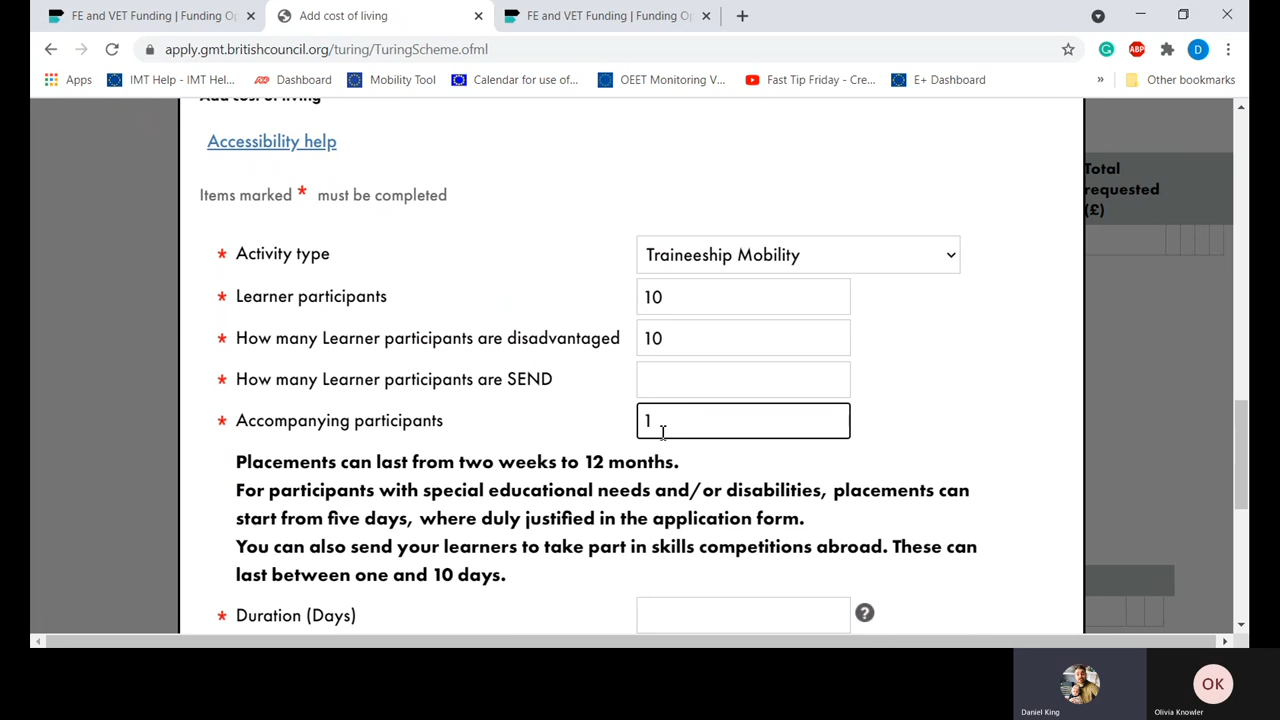 FE and VET Funding | Funding Op
Add cost of living
FE and VET Funding | Funding Op
apply.gmt.britishcouncil.org/turing/TuringScheme.ofml
D
Apps
IMT Help - IMT Hel...
Dashboard
Mobility Tool
Calendar for use of...
OEET Monitoring V...
Fast Tip Friday - Cre...
E+ Dashboard
»
Other bookmarks
Add cost of living
Accessibility help
Items marked * must be completed
Total
requested
(£)
* Activity type Traineeship Mobility
* Learner participants 10
* How many Learner participants are disadvantaged 10
* How many Learner participants are SEND
* Accompanying participants 1
Placements can last from two weeks to 12 months.
For participants with special educational needs and/or disabilities, placements can
start from five days, where duly justified in the application form.
You can also send your learners to take part in skills competitions abroad. These can
last between one and 10 days.
* Duration (Days) ?
OK
Daniel King
Olivia Knowler